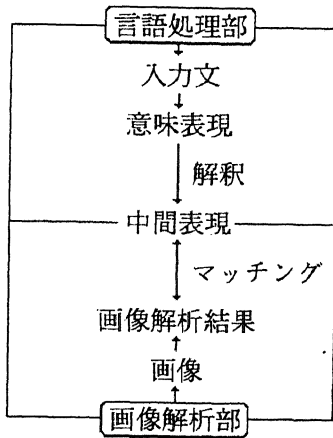 言語処理部
入力文
意味表現
解釈
中間表現
マッチング
画像解析結果
画像
画像解析部